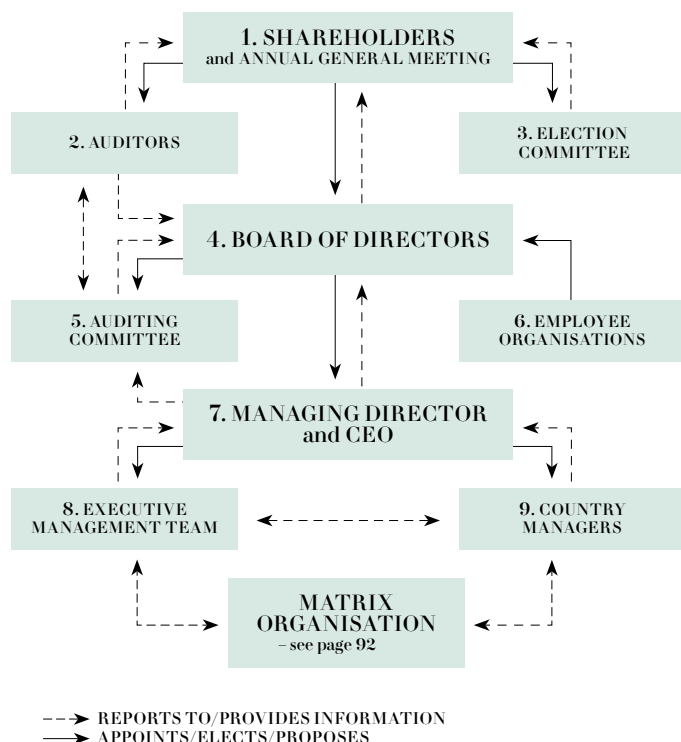 1. SHAREHOLDERS
and ANNUAL GENERAL MEETING
2. AUDITORS
3. ELECTION
COMMITTEE
4. BOARD OF DIRECTORS
5. AUDITING
COMMITTEE
6. EMPLOYEE
ORGANISATIONS
7. MANAGING DIRECTOR
and CEO
8. EXECUTIVE
MANAGEMENT TEAM
9. COUNTRY
MANAGERS
MATRIX
ORGANISATION
– see page 92
REPORTS TO/PROVIDES INFORMATION
APPOINTS/ELECTS/PROPOSES